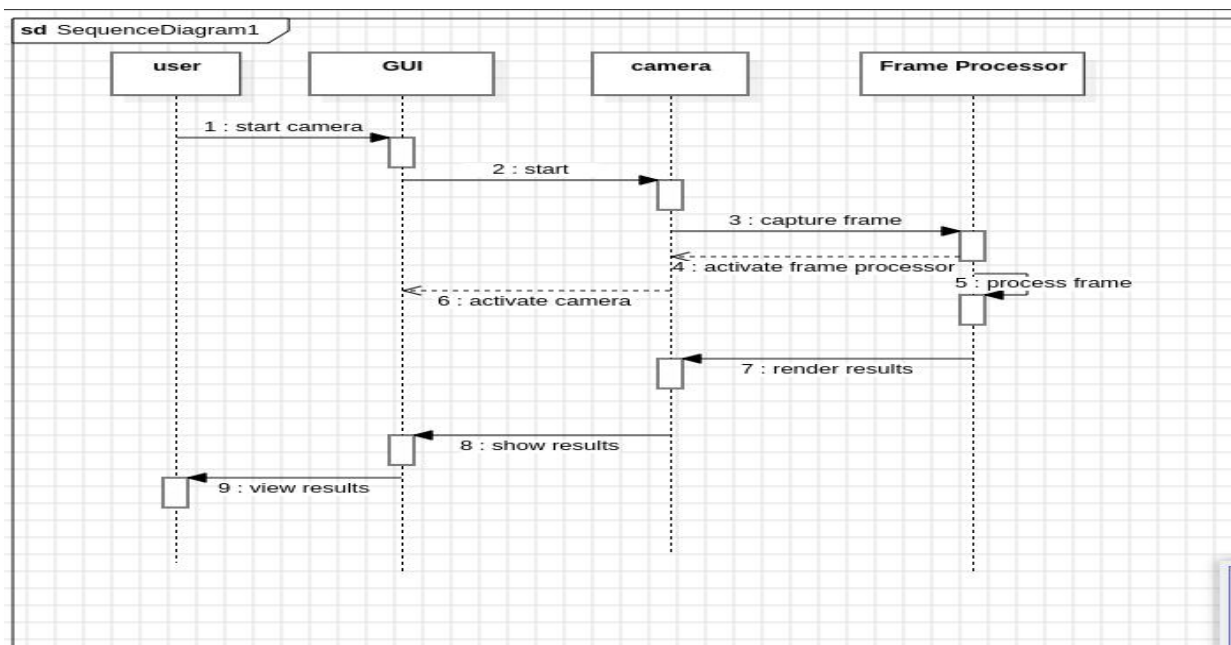 sd SequenceDiagram1
user
GUI
camera
Frame Processor
1 : start camera
2 : start
3 : capture frame
4 : activate frame processor
5 : process frame
6 : activate camera
7 : render results
8 : show results
9 : view results